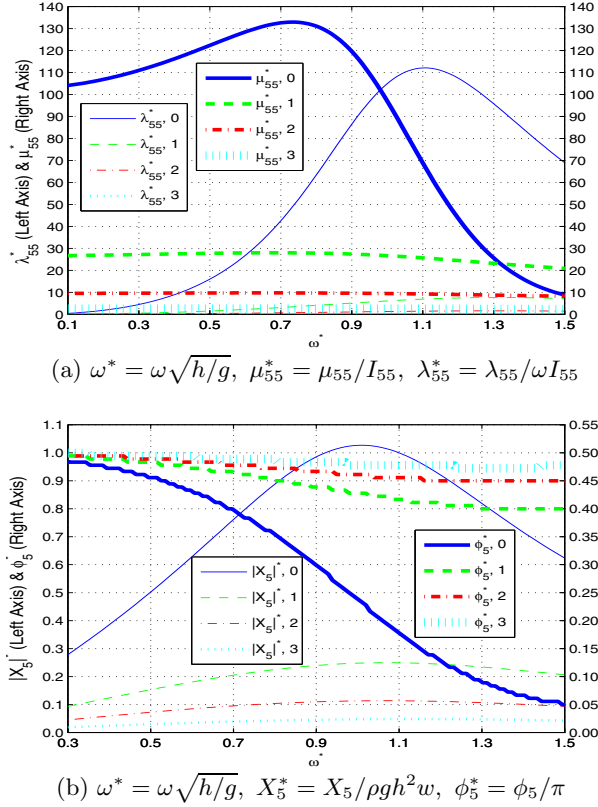 140
130
120
110
100
90
80
70
60
50
40
30
20
10
0
λ*55 (Left Axis) & μ*55 (Right Axis)
λ*55, 0
λ*55, 1
λ*55, 2
λ*55, 3
μ*55, 0
μ*55, 1
μ*55, 2
μ*55, 3
140
130
120
110
100
90
80
70
60
50
40
30
20
10
0
0.1 0.3 0.5 0.7 0.9 1.1 1.3 1.5
ω*
(a) ω* = ω√h/g, μ*55 = μ55/I55, λ*55 = λ55/ωI55
1.1
1.0
0.9
0.8
0.7
0.6
0.5
0.4
0.3
0.2
0.1
0.0
|X5|* (Left Axis) & ϕ*5 (Right Axis)
|X5|*, 0
|X5|*, 1
|X5|*, 2
|X5|*, 3
ϕ*5, 0
ϕ*5, 1
ϕ*5, 2
ϕ*5, 3
0.55
0.50
0.45
0.40
0.35
0.30
0.25
0.20
0.15
0.10
0.05
0.00
0.3 0.5 0.7 0.9 1.1 1.3 1.5
ω*
(b) ω* = ω√h/g, X*5 = X5/ρgh²w, ϕ*5 = ϕ5/π